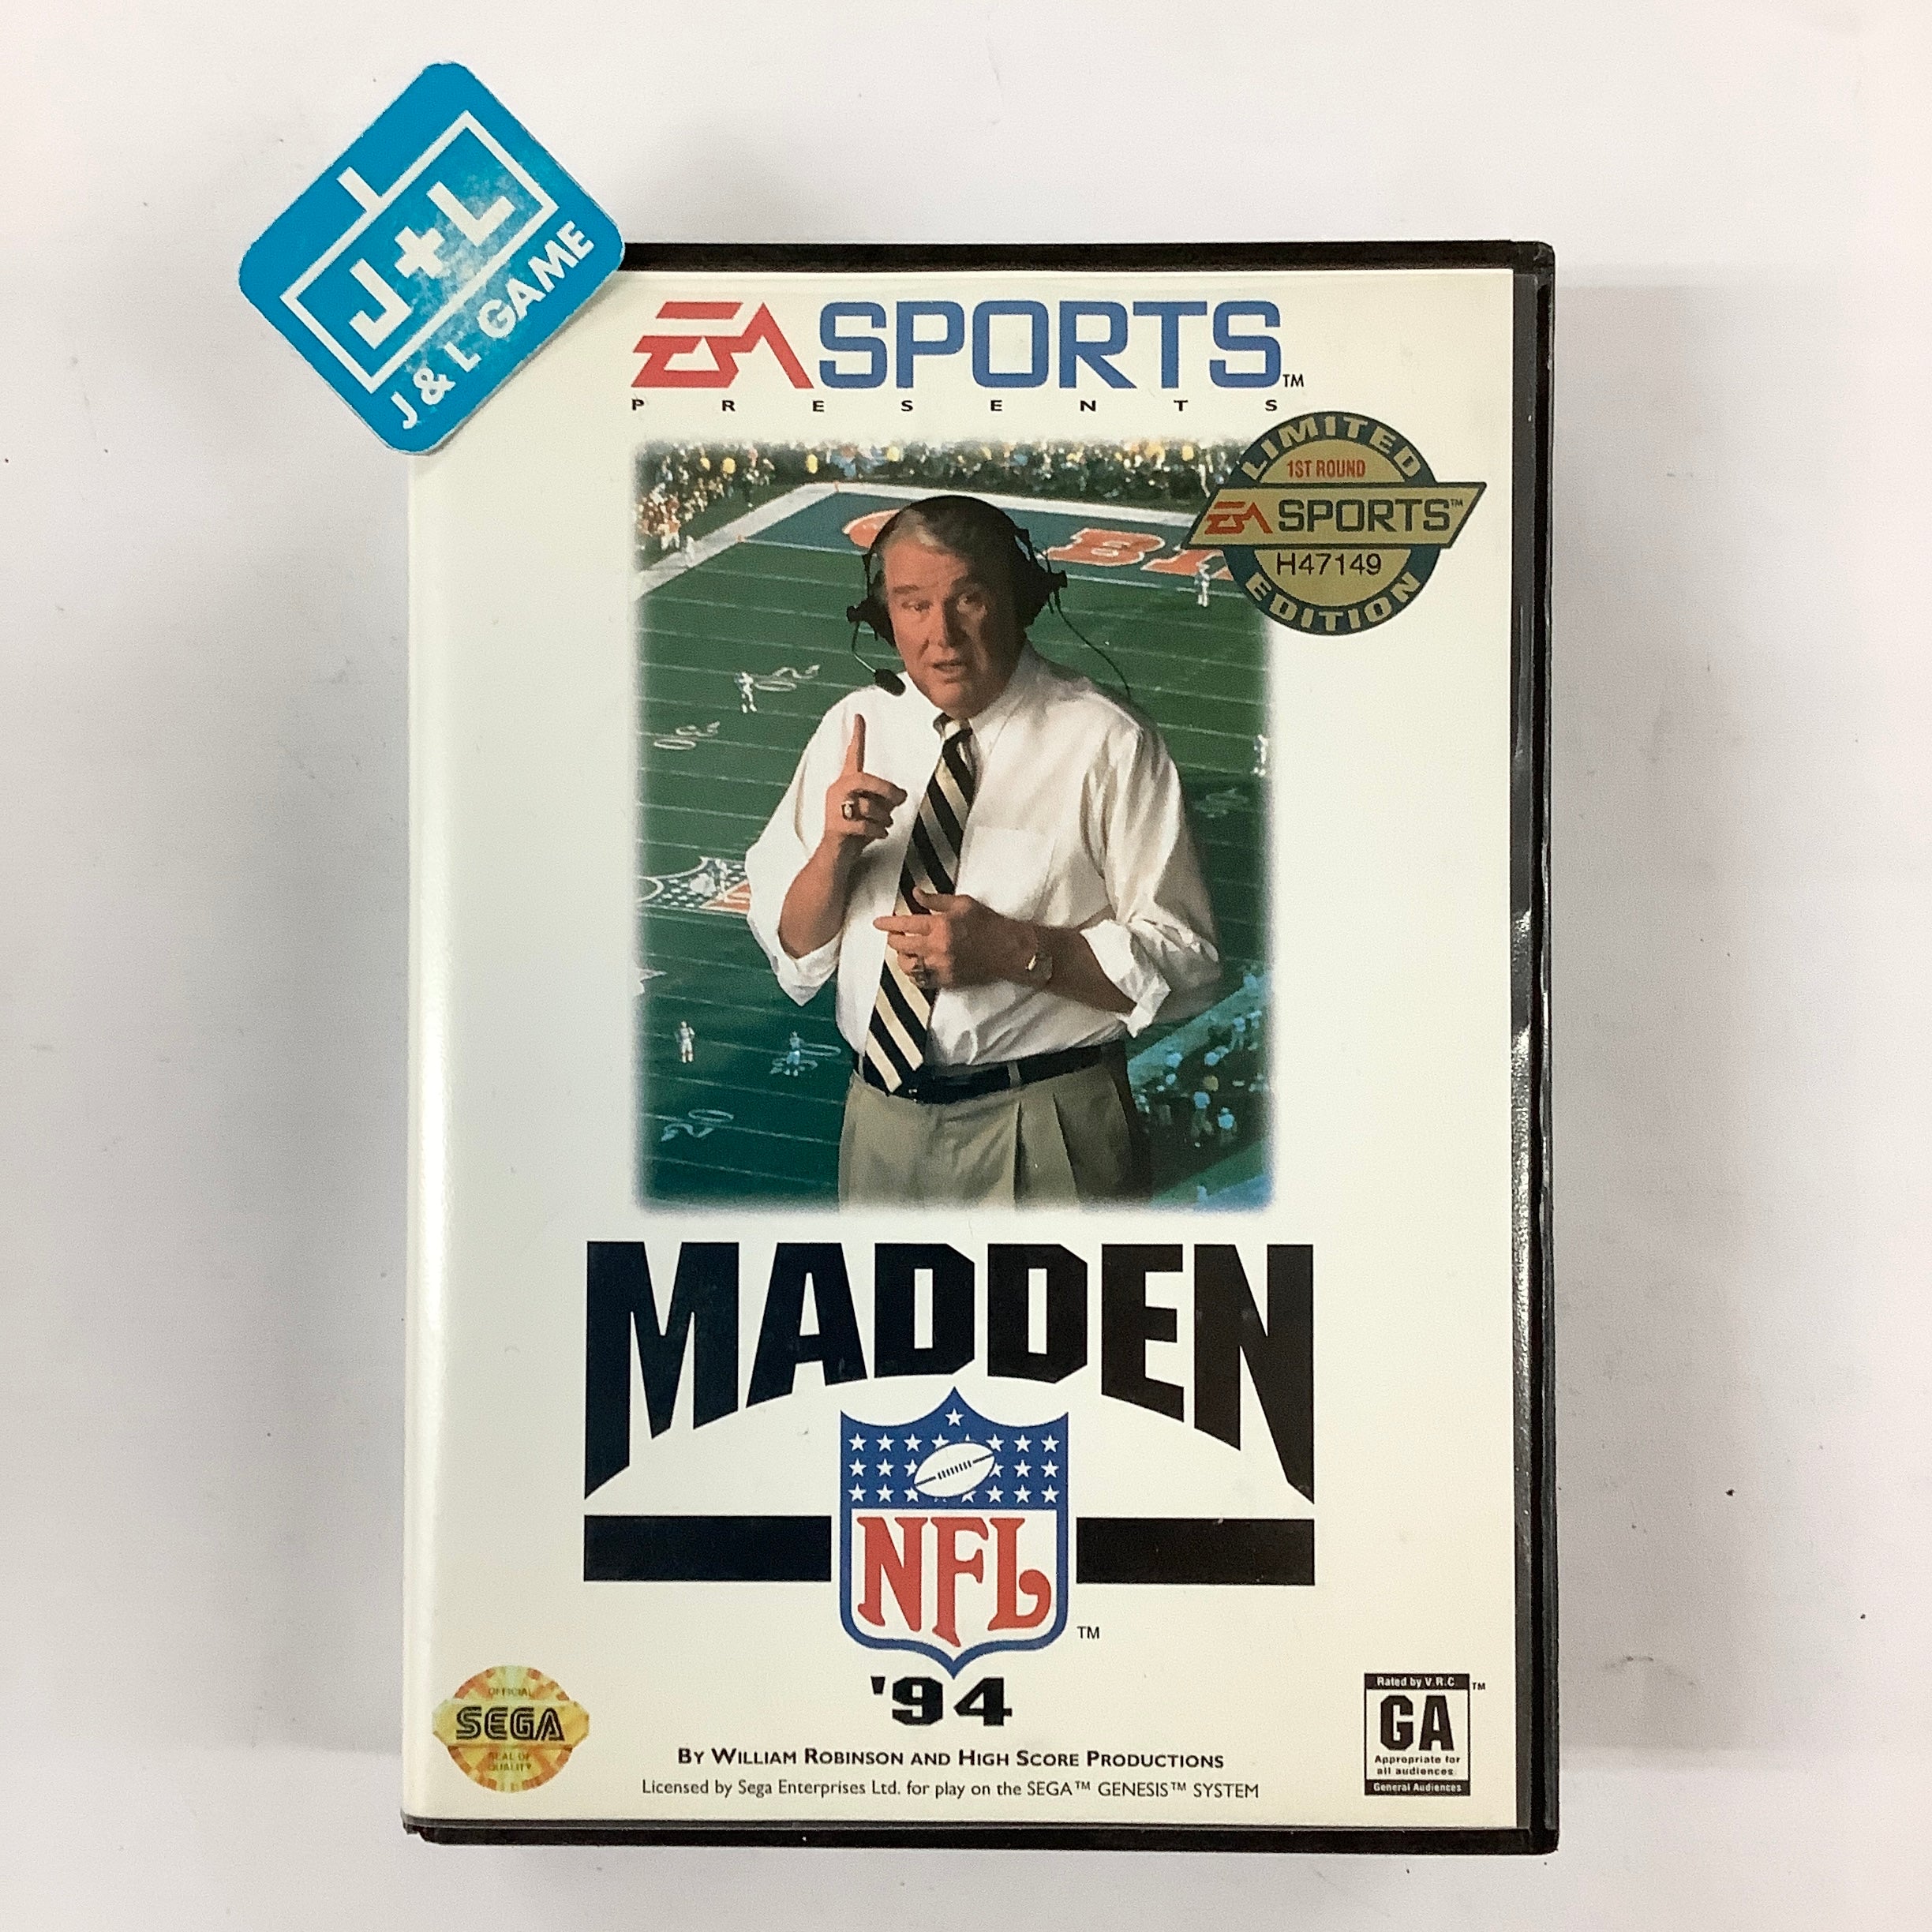 J+L
J & L GAME
EA SPORTS™
PRESENTS
LIMITED
1ST ROUND
EA SPORTS™
H47149
EDITION
MADDEN
NFL™
'94
OFFICIAL
SEGA
SEAL OF
QUALITY
BY WILLIAM ROBINSON AND HIGH SCORE PRODUCTIONS
Licensed by Sega Enterprises Ltd. for play on the SEGA™ GENESIS™ SYSTEM
Rated by V.R.C.™
GA
Appropriate for
all audiences
General Audiences